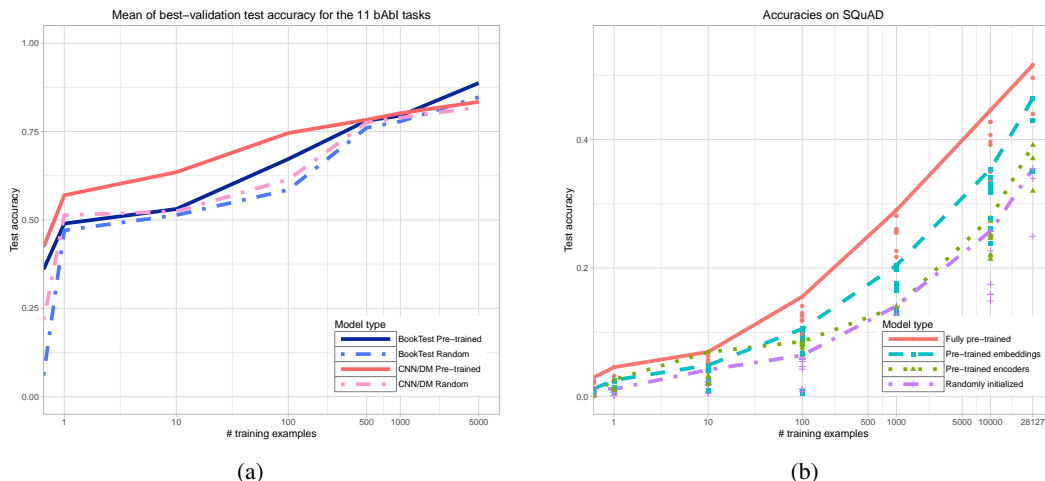 Mean of best−validation test accuracy for the 11 bAbI tasks
1.00
0.75
0.50
0.25
0.00
Test accuracy
Model type
BookTest Pre−trained
BookTest Random
CNN/DM Pre−trained
CNN/DM Random
1 10 100 500 1000 5000
# training examples
(a)
Accuracies on SQuAD
0.4
0.2
0.0
Test accuracy
Model type
Fully pre−trained
Pre−trained embeddings
Pre−trained encoders
Randomly initialized
1 10 100 1000 5000 10000 28127
# training examples
(b)